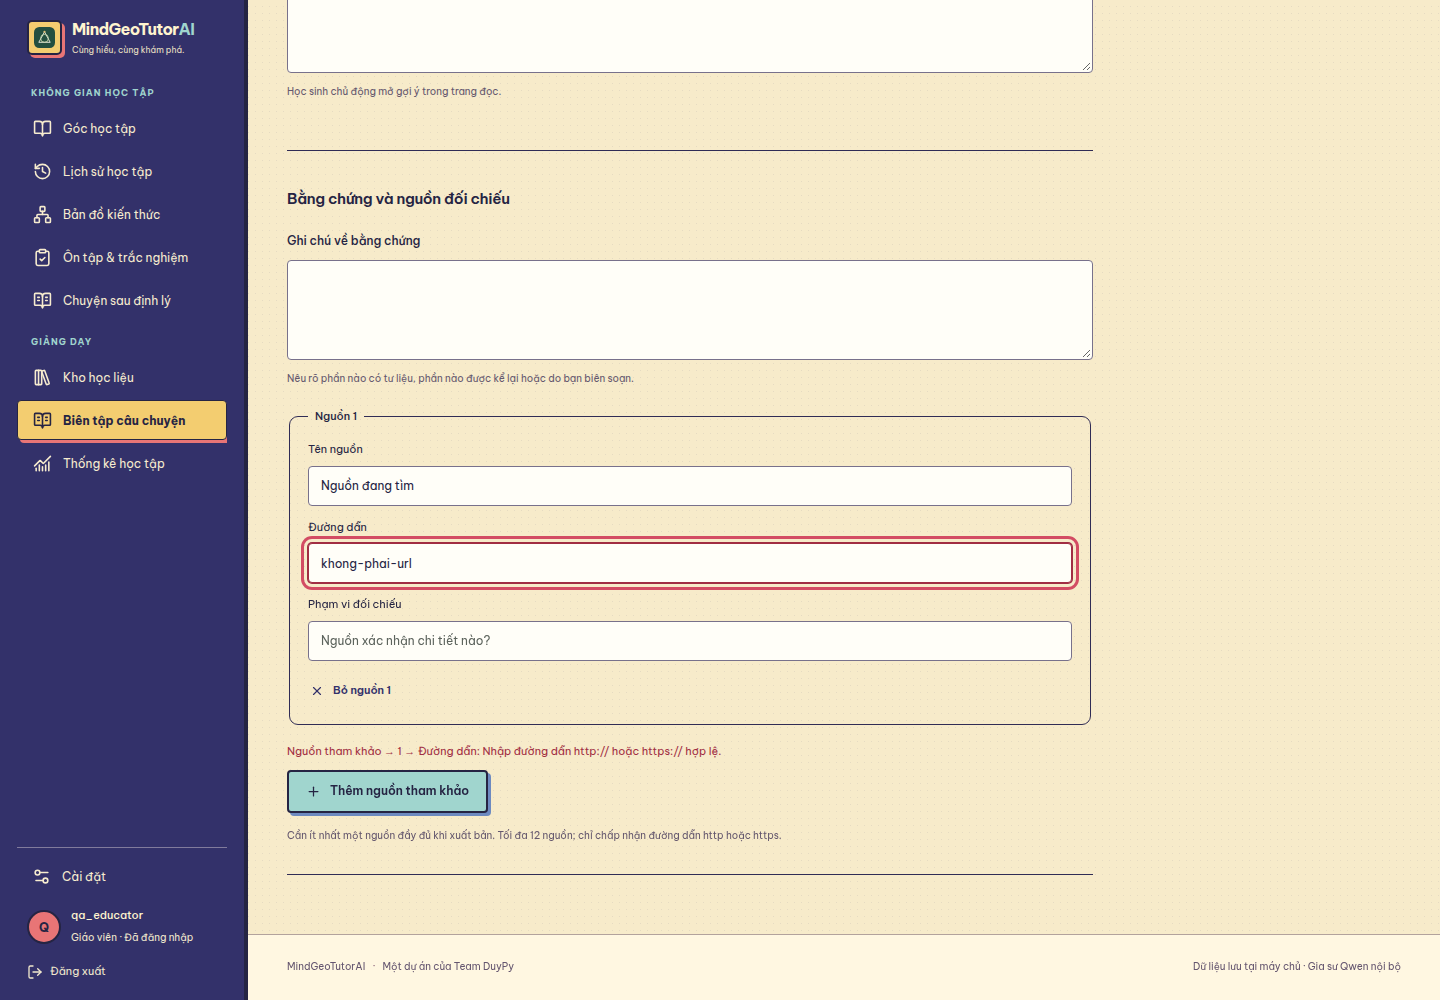 MindGeoTutorAI
Cùng hiểu, cùng khám phá.
KHÔNG GIAN HỌC TẬP
Góc học tập
Lịch sử học tập
Bản đồ kiến thức
Ôn tập & trắc nghiệm
Chuyện sau định lý
GIẢNG DẠY
Kho học liệu
Biên tập câu chuyện
Thống kê học tập
Cài đặt
Q
qa_educator
Giáo viên · Đã đăng nhập
Đăng xuất
Học sinh chủ động mở gợi ý trong trang đọc.
Bằng chứng và nguồn đối chiếu
Ghi chú về bằng chứng
Nêu rõ phần nào có tư liệu, phần nào được kể lại hoặc do bạn biên soạn.
Nguồn 1
Tên nguồn
Nguồn đang tìm
Đường dẫn
khong-phai-url
Phạm vi đối chiếu
Nguồn xác nhận chi tiết nào?
Bỏ nguồn 1
Nguồn tham khảo → 1 → Đường dẫn: Nhập đường dẫn http:// hoặc https:// hợp lệ.
Thêm nguồn tham khảo
Cần ít nhất một nguồn đầy đủ khi xuất bản. Tối đa 12 nguồn; chỉ chấp nhận đường dẫn http hoặc https.
MindGeoTutorAI · Một dự án của Team DuyPy
Dữ liệu lưu tại máy chủ · Gia sư Qwen nội bộ